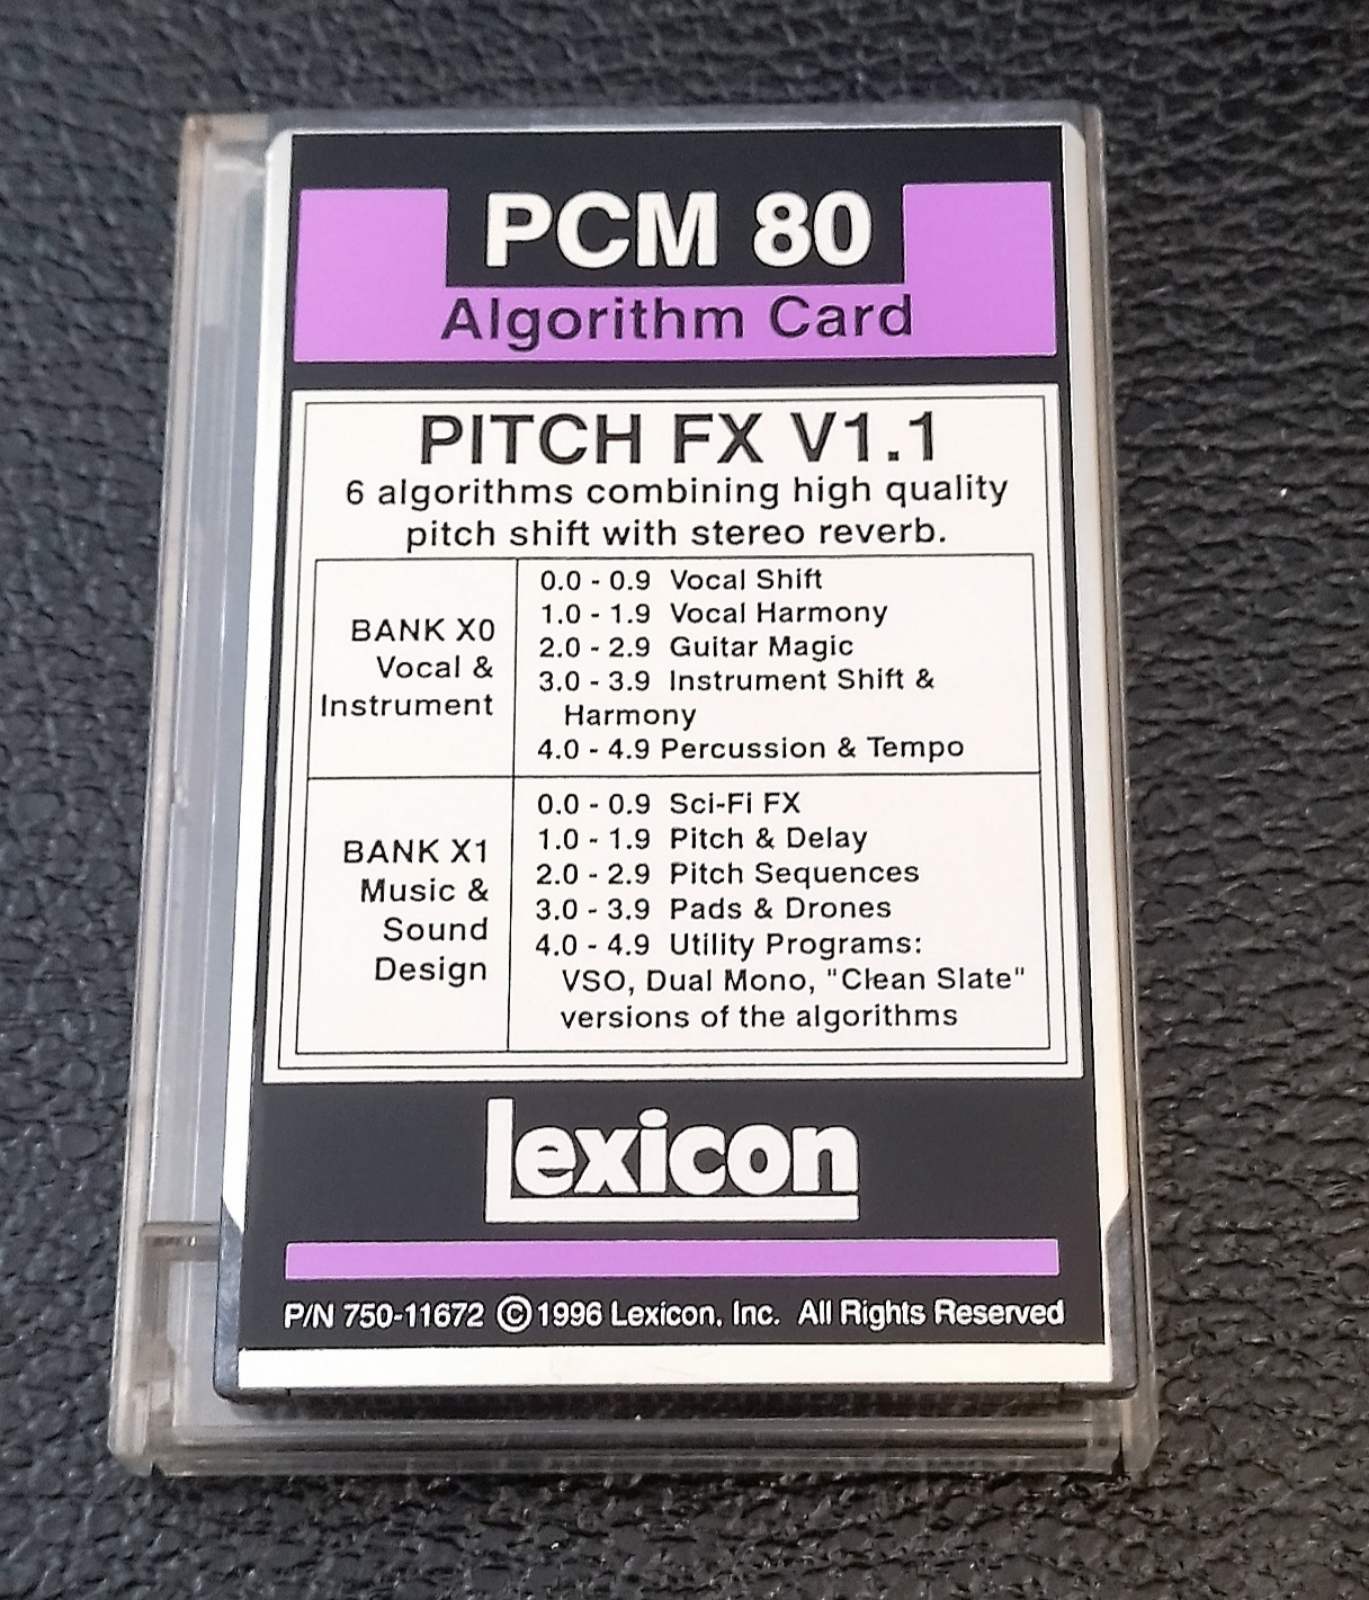 PCM 80
Algorithm Card
PITCH FX V1.1
6 algorithms combining high quality
pitch shift with stereo reverb.
BANK X0
Vocal &
Instrument
0.0 - 0.9 Vocal Shift
1.0 - 1.9 Vocal Harmony
2.0 - 2.9 Guitar Magic
3.0 - 3.9 Instrument Shift &
Harmony
4.0 - 4.9 Percussion & Tempo
BANK X1
Music &
Sound
Design
0.0 - 0.9 Sci-Fi FX
1.0 - 1.9 Pitch & Delay
2.0 - 2.9 Pitch Sequences
3.0 - 3.9 Pads & Drones
4.0 - 4.9 Utility Programs:
VSO, Dual Mono, "Clean Slate"
versions of the algorithms
lexicon
P/N 750-11672 ©1996 Lexicon, Inc. All Rights Reserved